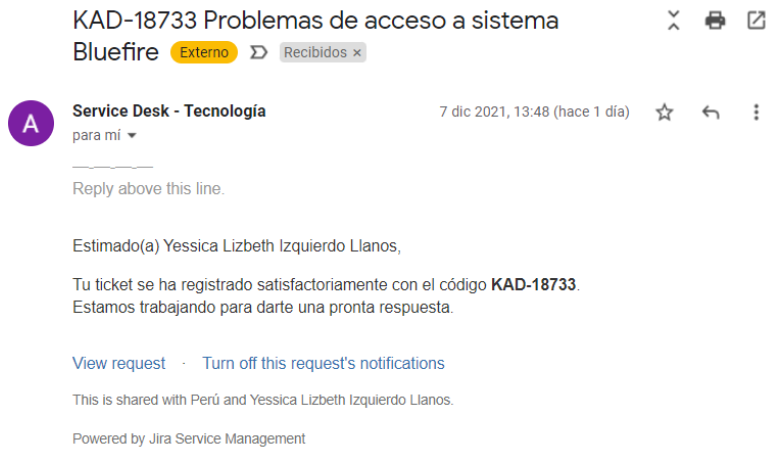 KAD-18733 Problemas de acceso a sistema
Bluefire Externo Recibidos ×
A
Service Desk - Tecnología 7 dic 2021, 13:48 (hace 1 día)
para mí
—-—-—-—
Reply above this line.
Estimado(a) Yessica Lizbeth Izquierdo Llanos,
Tu ticket se ha registrado satisfactoriamente con el código KAD-18733.
Estamos trabajando para darte una pronta respuesta.
View request · Turn off this request's notifications
This is shared with Perú and Yessica Lizbeth Izquierdo Llanos.
Powered by Jira Service Management